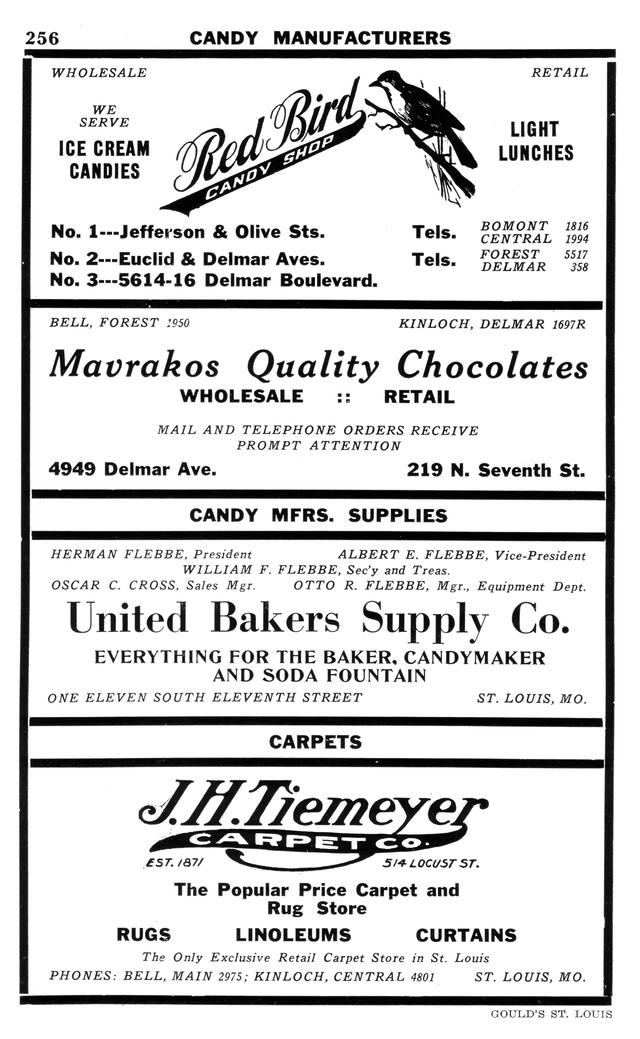 256 CANDY MANUFACTURERS
WHOLESALE RETAIL
WE
SERVE
ICE CREAM
CANDIES
Red Bird
CANDY SHOP
LIGHT
LUNCHES
No. 1---Jefferson & Olive Sts. Tels. BOMONT 1816
CENTRAL 1994
No. 2---Euclid & Delmar Aves. Tels. FOREST 5517
DELMAR 358
No. 3---5614-16 Delmar Boulevard.
BELL, FOREST 1950 KINLOCH, DELMAR 1697R
Mavrakos Quality Chocolates
WHOLESALE :: RETAIL
MAIL AND TELEPHONE ORDERS RECEIVE
PROMPT ATTENTION
4949 Delmar Ave. 219 N. Seventh St.
CANDY MFRS. SUPPLIES
HERMAN FLEBBE, President ALBERT E. FLEBBE, Vice-President
WILLIAM F. FLEBBE, Sec'y and Treas.
OSCAR C. CROSS, Sales Mgr. OTTO R. FLEBBE, Mgr., Equipment Dept.
United Bakers Supply Co.
EVERYTHING FOR THE BAKER, CANDYMAKER
AND SODA FOUNTAIN
ONE ELEVEN SOUTH ELEVENTH STREET ST. LOUIS, MO.
CARPETS
J.H. Tiemeyer
CARPET CO.
EST. 1871 514 LOCUST ST.
The Popular Price Carpet and
Rug Store
RUGS LINOLEUMS CURTAINS
The Only Exclusive Retail Carpet Store in St. Louis
PHONES: BELL, MAIN 2975; KINLOCH, CENTRAL 4801 ST. LOUIS, MO.
GOULD'S ST. LOUIS